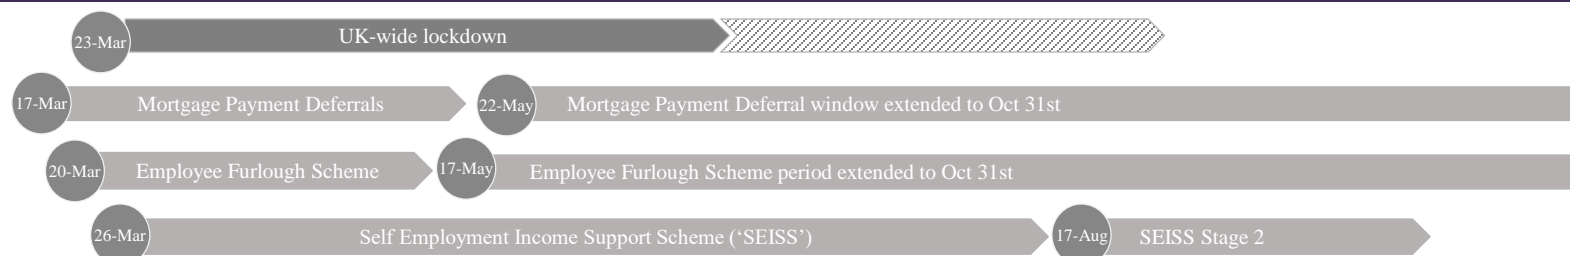 23-Mar UK-wide lockdown
17-Mar Mortgage Payment Deferrals 22-May Mortgage Payment Deferral window extended to Oct 31st
20-Mar Employee Furlough Scheme 17-May Employee Furlough Scheme period extended to Oct 31st
26-Mar Self Employment Income Support Scheme (‘SEISS’) 17-Aug SEISS Stage 2